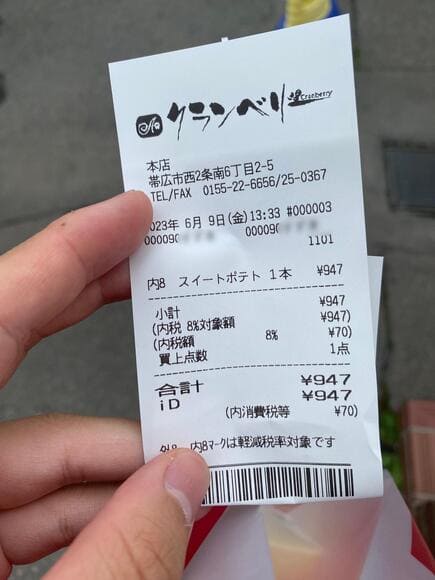 クランベリー Cranberry
本店
帯広市西2条南6丁目2-5
TEL/FAX 0155-22-6656/25-0367
2023年 6月 9日(金)13:33 #000003
000090 000090
1101
内8 スイートポテト 1本 ¥947
小計 ¥947
(内税 8%対象額 ¥947)
(内税額 8% ¥70)
買上点数 1点
合計 ¥947
iD ¥947
(内消費税等 ¥70)
外8 内8マークは軽減税率対象です